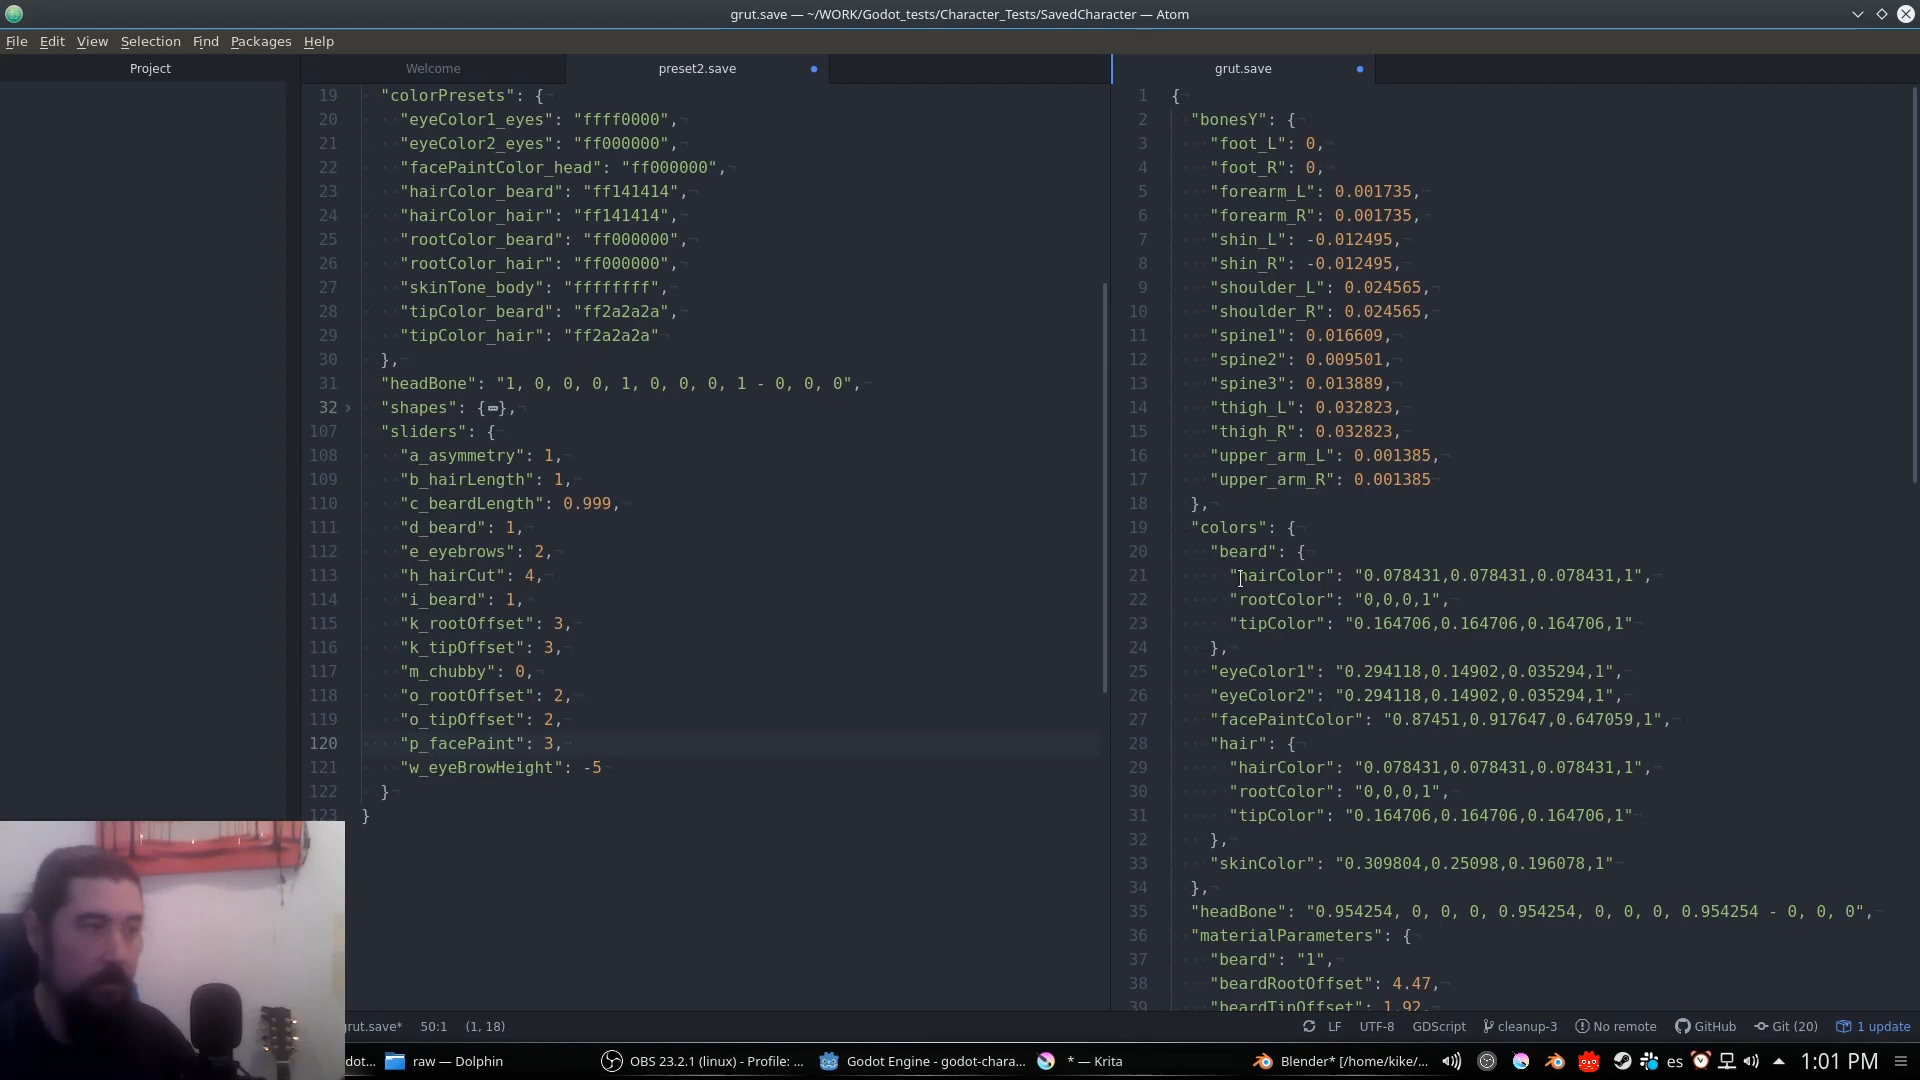 grut.save — ~/WORK/Godot_tests/Character_Tests/SavedCharacter — Atom
File Edit View Selection Find Packages Help
Project
Welcome
preset2.save
grut.save
19 "colorPresets": {
20 "eyeColor1_eyes": "ffff0000",
21 "eyeColor2_eyes": "ff000000",
22 "facePaintColor_head": "ff000000",
23 "hairColor_beard": "ff141414",
24 "hairColor_hair": "ff141414",
25 "rootColor_beard": "ff000000",
26 "rootColor_hair": "ff000000",
27 "skinTone_body": "ffffffff",
28 "tipColor_beard": "ff2a2a2a",
29 "tipColor_hair": "ff2a2a2a"
30 },
31 "headBone": "1, 0, 0, 0, 1, 0, 0, 0, 1 - 0, 0, 0",
32 "shapes": {⋯},
107 "sliders": {
108 "a_asymmetry": 1,
109 "b_hairLength": 1,
110 "c_beardLength": 0.999,
111 "d_beard": 1,
112 "e_eyebrows": 2,
113 "h_hairCut": 4,
114 "i_beard": 1,
115 "k_rootOffset": 3,
116 "k_tipOffset": 3,
117 "m_chubby": 0,
118 "o_rootOffset": 2,
119 "o_tipOffset": 2,
120 "p_facePaint": 3,
121 "w_eyeBrowHeight": -5
122 }
123 }
1 {
2 "bonesY": {
3 "foot_L": 0,
4 "foot_R": 0,
5 "forearm_L": 0.001735,
6 "forearm_R": 0.001735,
7 "shin_L": -0.012495,
8 "shin_R": -0.012495,
9 "shoulder_L": 0.024565,
10 "shoulder_R": 0.024565,
11 "spine1": 0.016609,
12 "spine2": 0.009501,
13 "spine3": 0.013889,
14 "thigh_L": 0.032823,
15 "thigh_R": 0.032823,
16 "upper_arm_L": 0.001385,
17 "upper_arm_R": 0.001385
18 },
19 "colors": {
20 "beard": {
21 "hairColor": "0.078431,0.078431,0.078431,1",
22 "rootColor": "0,0,0,1",
23 "tipColor": "0.164706,0.164706,0.164706,1"
24 },
25 "eyeColor1": "0.294118,0.14902,0.035294,1",
26 "eyeColor2": "0.294118,0.14902,0.035294,1",
27 "facePaintColor": "0.87451,0.917647,0.647059,1",
28 "hair": {
29 "hairColor": "0.078431,0.078431,0.078431,1",
30 "rootColor": "0,0,0,1",
31 "tipColor": "0.164706,0.164706,0.164706,1"
32 },
33 "skinColor": "0.309804,0.25098,0.196078,1"
34 },
35 "headBone": "0.954254, 0, 0, 0, 0.954254, 0, 0, 0, 0.954254 - 0, 0, 0",
36 "materialParameters": {
37 "beard": "1",
38 "beardRootOffset": 4.47,
39 "beardTipOffset": 1.92,
grut.save* 50:1 (1, 18) LF UTF-8 GDScript cleanup-3 No remote GitHub Git (20) 1 update
dot... raw — Dolphin OBS 23.2.1 (linux) - Profile: ... Godot Engine - godot-chara... * — Krita Blender* [/home/kike/... es 1:01 PM